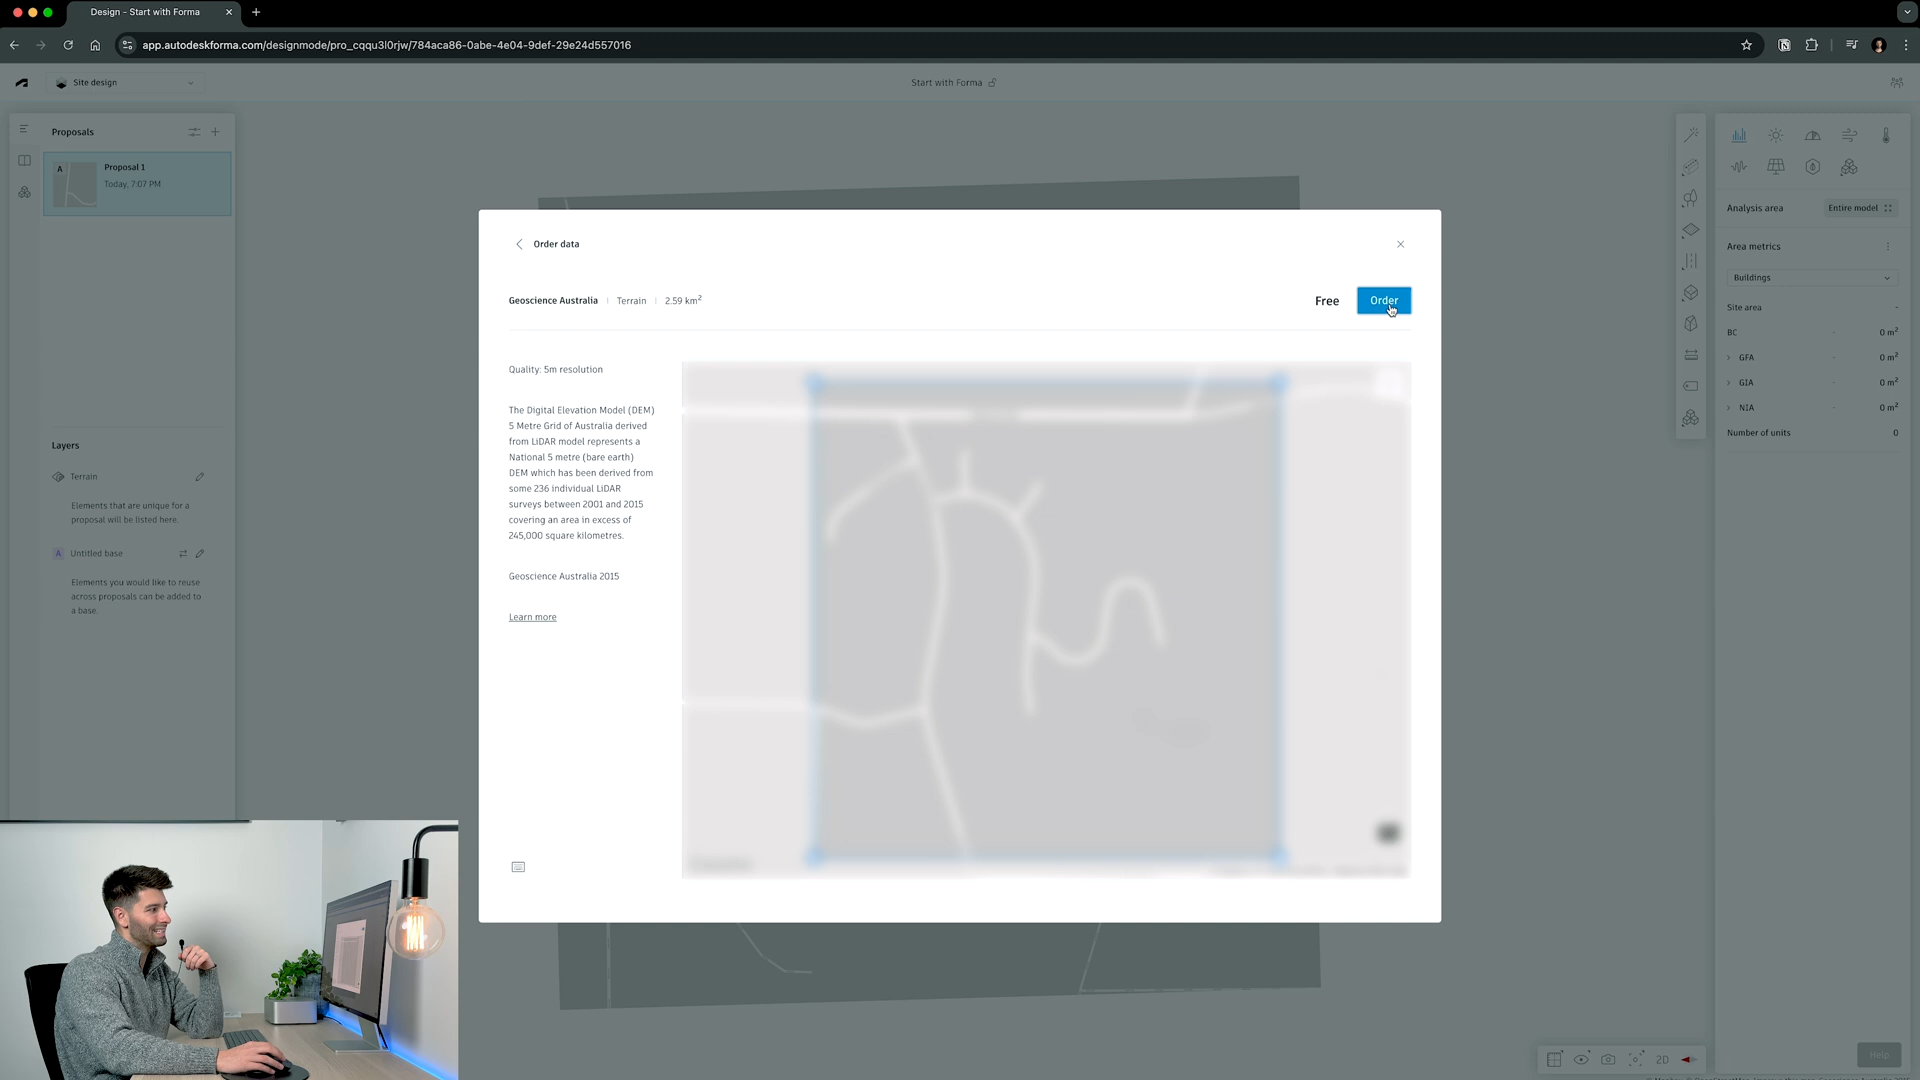 Design - Start with Forma
app.autodeskforma.com/designmode/pro_cqqu3l0rjw/784aca86-0abe-4e04-9def-29e24d557016
Site design
Start with Forma
Proposals
A
Proposal 1
Today, 7:07 PM
Layers
Terrain
Elements that are unique for a
proposal will be listed here.
A Untitled base
Elements you would like to reuse
across proposals can be added to
a base.
Order data
Geoscience Australia
Terrain
2.59 km²
Free
Order
Quality: 5m resolution
The Digital Elevation Model (DEM)
5 Metre Grid of Australia derived
from LiDAR model represents a
National 5 metre (bare earth)
DEM which has been derived from
some 236 individual LiDAR
surveys between 2001 and 2015
covering an area in excess of
245,000 square kilometres.
Geoscience Australia 2015
Learn more
Analysis area
Entire model
Area metrics
Buildings
Site area -
BC - 0 m²
GFA - 0 m²
GIA - 0 m²
NIA - 0 m²
Number of units 0
2D
Help